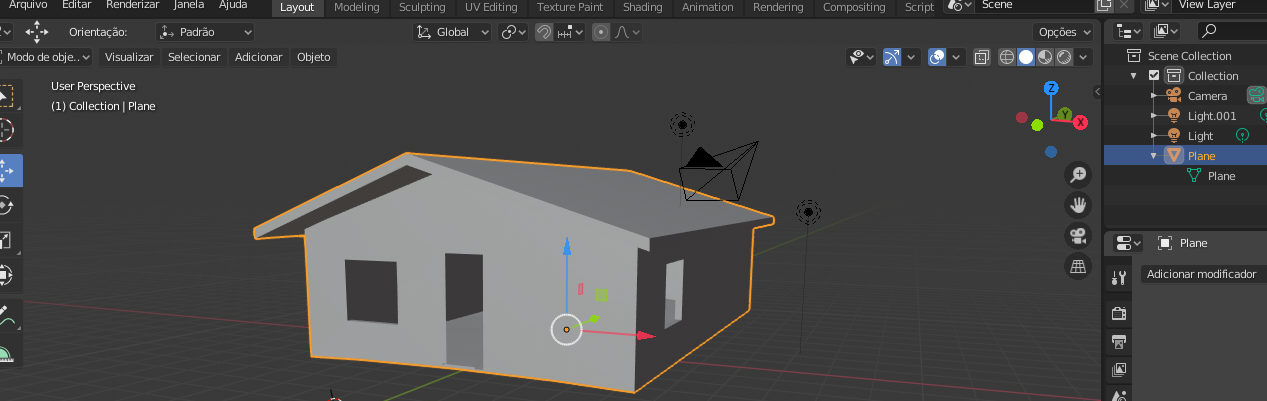 Arquivo Editar Renderizar Janela Ajuda Layout Modeling Sculpting UV Editing Texture Paint Shading Animation Rendering Compositing Script Scene View Layer
Orientação: Padrão Global Opções
Modo de obje.. Visualizar Selecionar Adicionar Objeto
User Perspective
(1) Collection | Plane
Z
Y
X
Scene Collection
Collection
Camera
Light.001
Light
Plane
Plane
Plane
Adicionar modificador